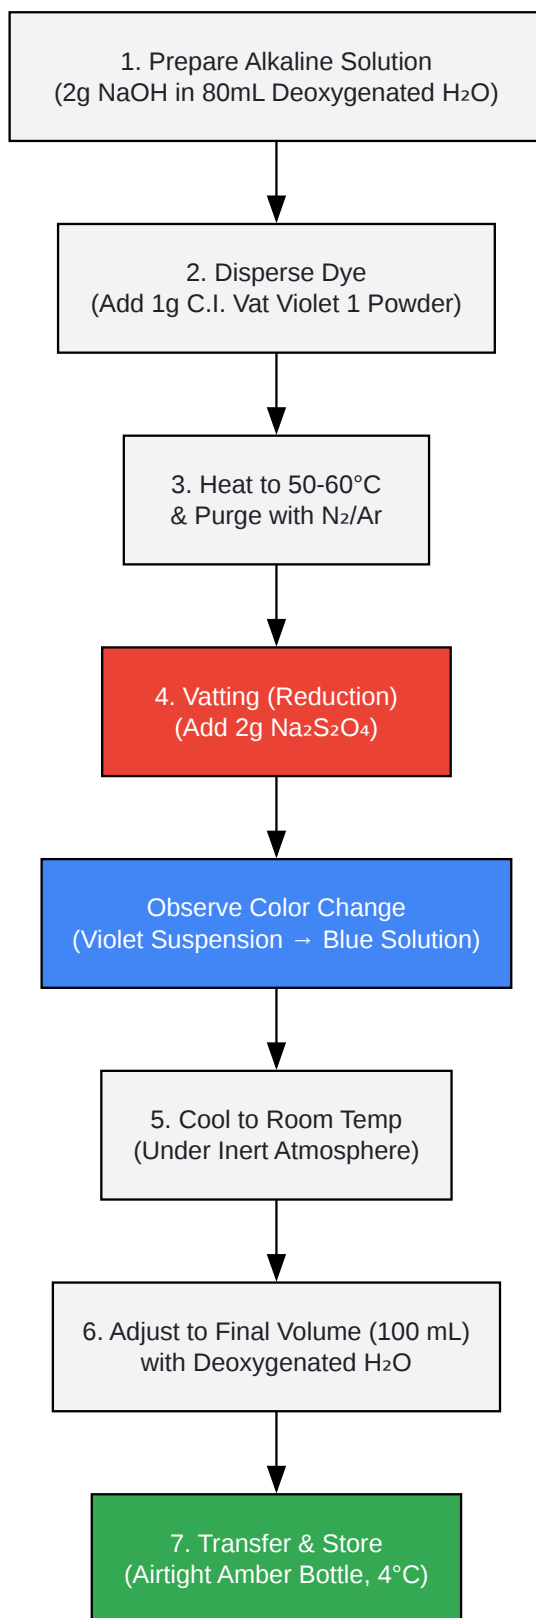 1. Prepare Alkaline Solution
(2g NaOH in 80mL Deoxygenated H₂O)
2. Disperse Dye
(Add 1g C.I. Vat Violet 1 Powder)
3. Heat to 50-60°C
& Purge with N₂/Ar
4. Vatting (Reduction)
(Add 2g Na₂S₂O₄)
Observe Color Change
(Violet Suspension → Blue Solution)
5. Cool to Room Temp
(Under Inert Atmosphere)
6. Adjust to Final Volume (100 mL)
with Deoxygenated H₂O
7. Transfer & Store
(Airtight Amber Bottle, 4°C)